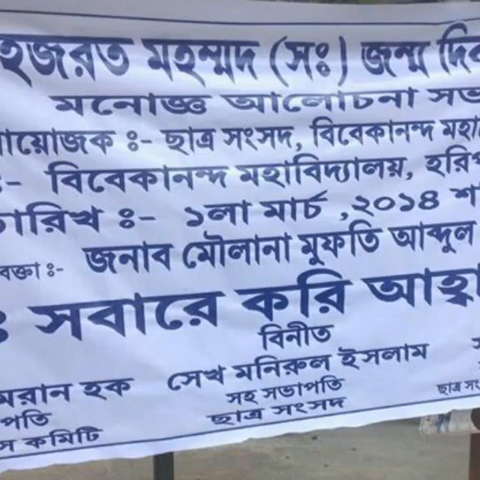 হজরত মহম্মদ (সঃ) জন্ম দিব
মনোজ্ঞ আলোচনা সভ
য়োজক ঃ- ছাত্র সংসদ, বিবেকানন্দ মহা
ঃ- বিবেকানন্দ মহাবিদ্যালয়, হরিপ
তারিখ ঃ- ১লা মার্চ ,২০১৪ শ
বক্তা ঃ- জনাব মৌলানা মুফতি আব্দুল
ঃ সবারে করি আহ্বা
বিনীত
মরান হক সেখ মনিরুল ইসলাম
পতি সহ সভাপতি
স কমিটি ছাত্র সংসদ ছাত্র সং